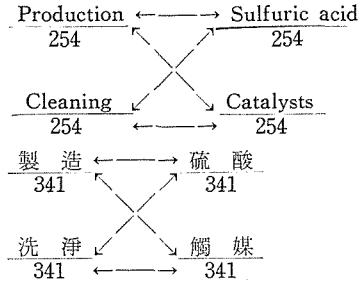 Production ←→ Sulfuric acid
254 254
Cleaning Catalysts
254 ←→ 254
製造 ←→ 硫酸
341 341
洗淨 觸媒
341 ←→ 341